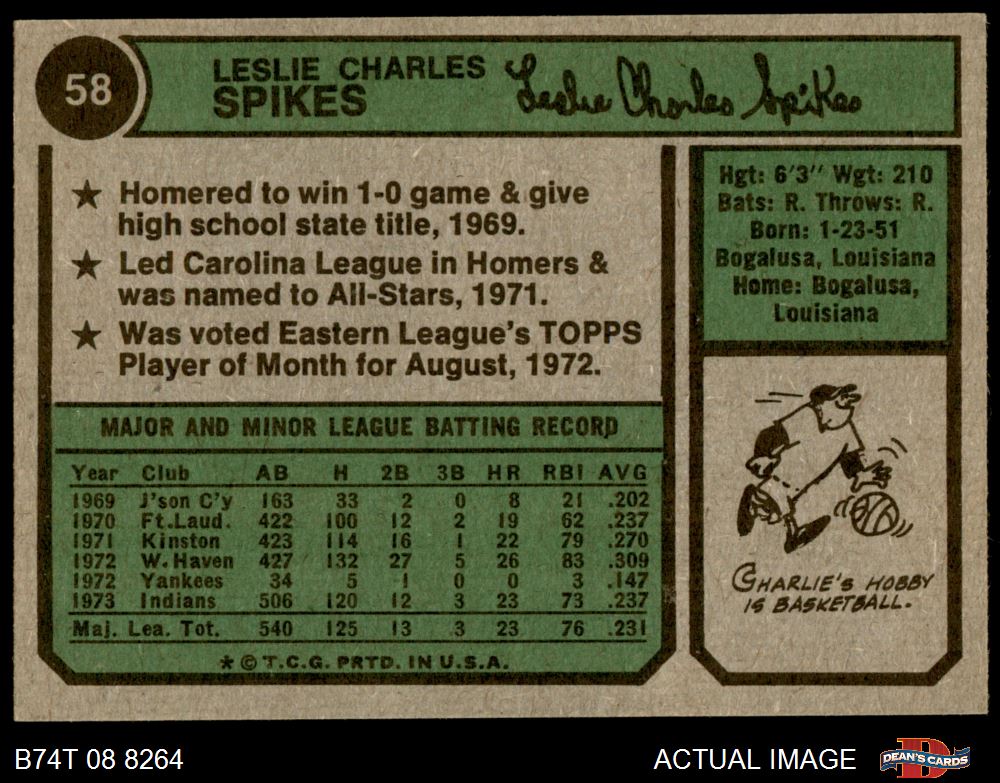 58
LESLIE CHARLES
SPIKES
Leslie Charles Spikes
★ Homered to win 1-0 game & give
high school state title, 1969.
★ Led Carolina League in Homers &
was named to All-Stars, 1971.
★ Was voted Eastern League's TOPPS
Player of Month for August, 1972.
Hgt: 6'3" Wgt: 210
Bats: R. Throws: R.
Born: 1-23-51
Bogalusa, Louisiana
Home: Bogalusa,
Louisiana
MAJOR AND MINOR LEAGUE BATTING RECORD
Year Club AB H 2B 3B HR RBI AVG
1969 J'son C'y 163 33 2 0 8 21 .202
1970 Ft.Laud. 422 100 12 2 19 62 .237
1971 Kinston 423 114 16 1 22 79 .270
1972 W.Haven 427 132 27 5 26 83 .309
1972 Yankees 34 5 1 0 0 3 .147
1973 Indians 506 120 12 3 23 73 .237
Maj. Lea. Tot. 540 125 13 3 23 76 .231
* © T.C.G. PRTD. IN U.S.A.
CHARLIE'S HOBBY
IS BASKETBALL.
B74T 08 8264
ACTUAL IMAGE
DEAN'S CARDS